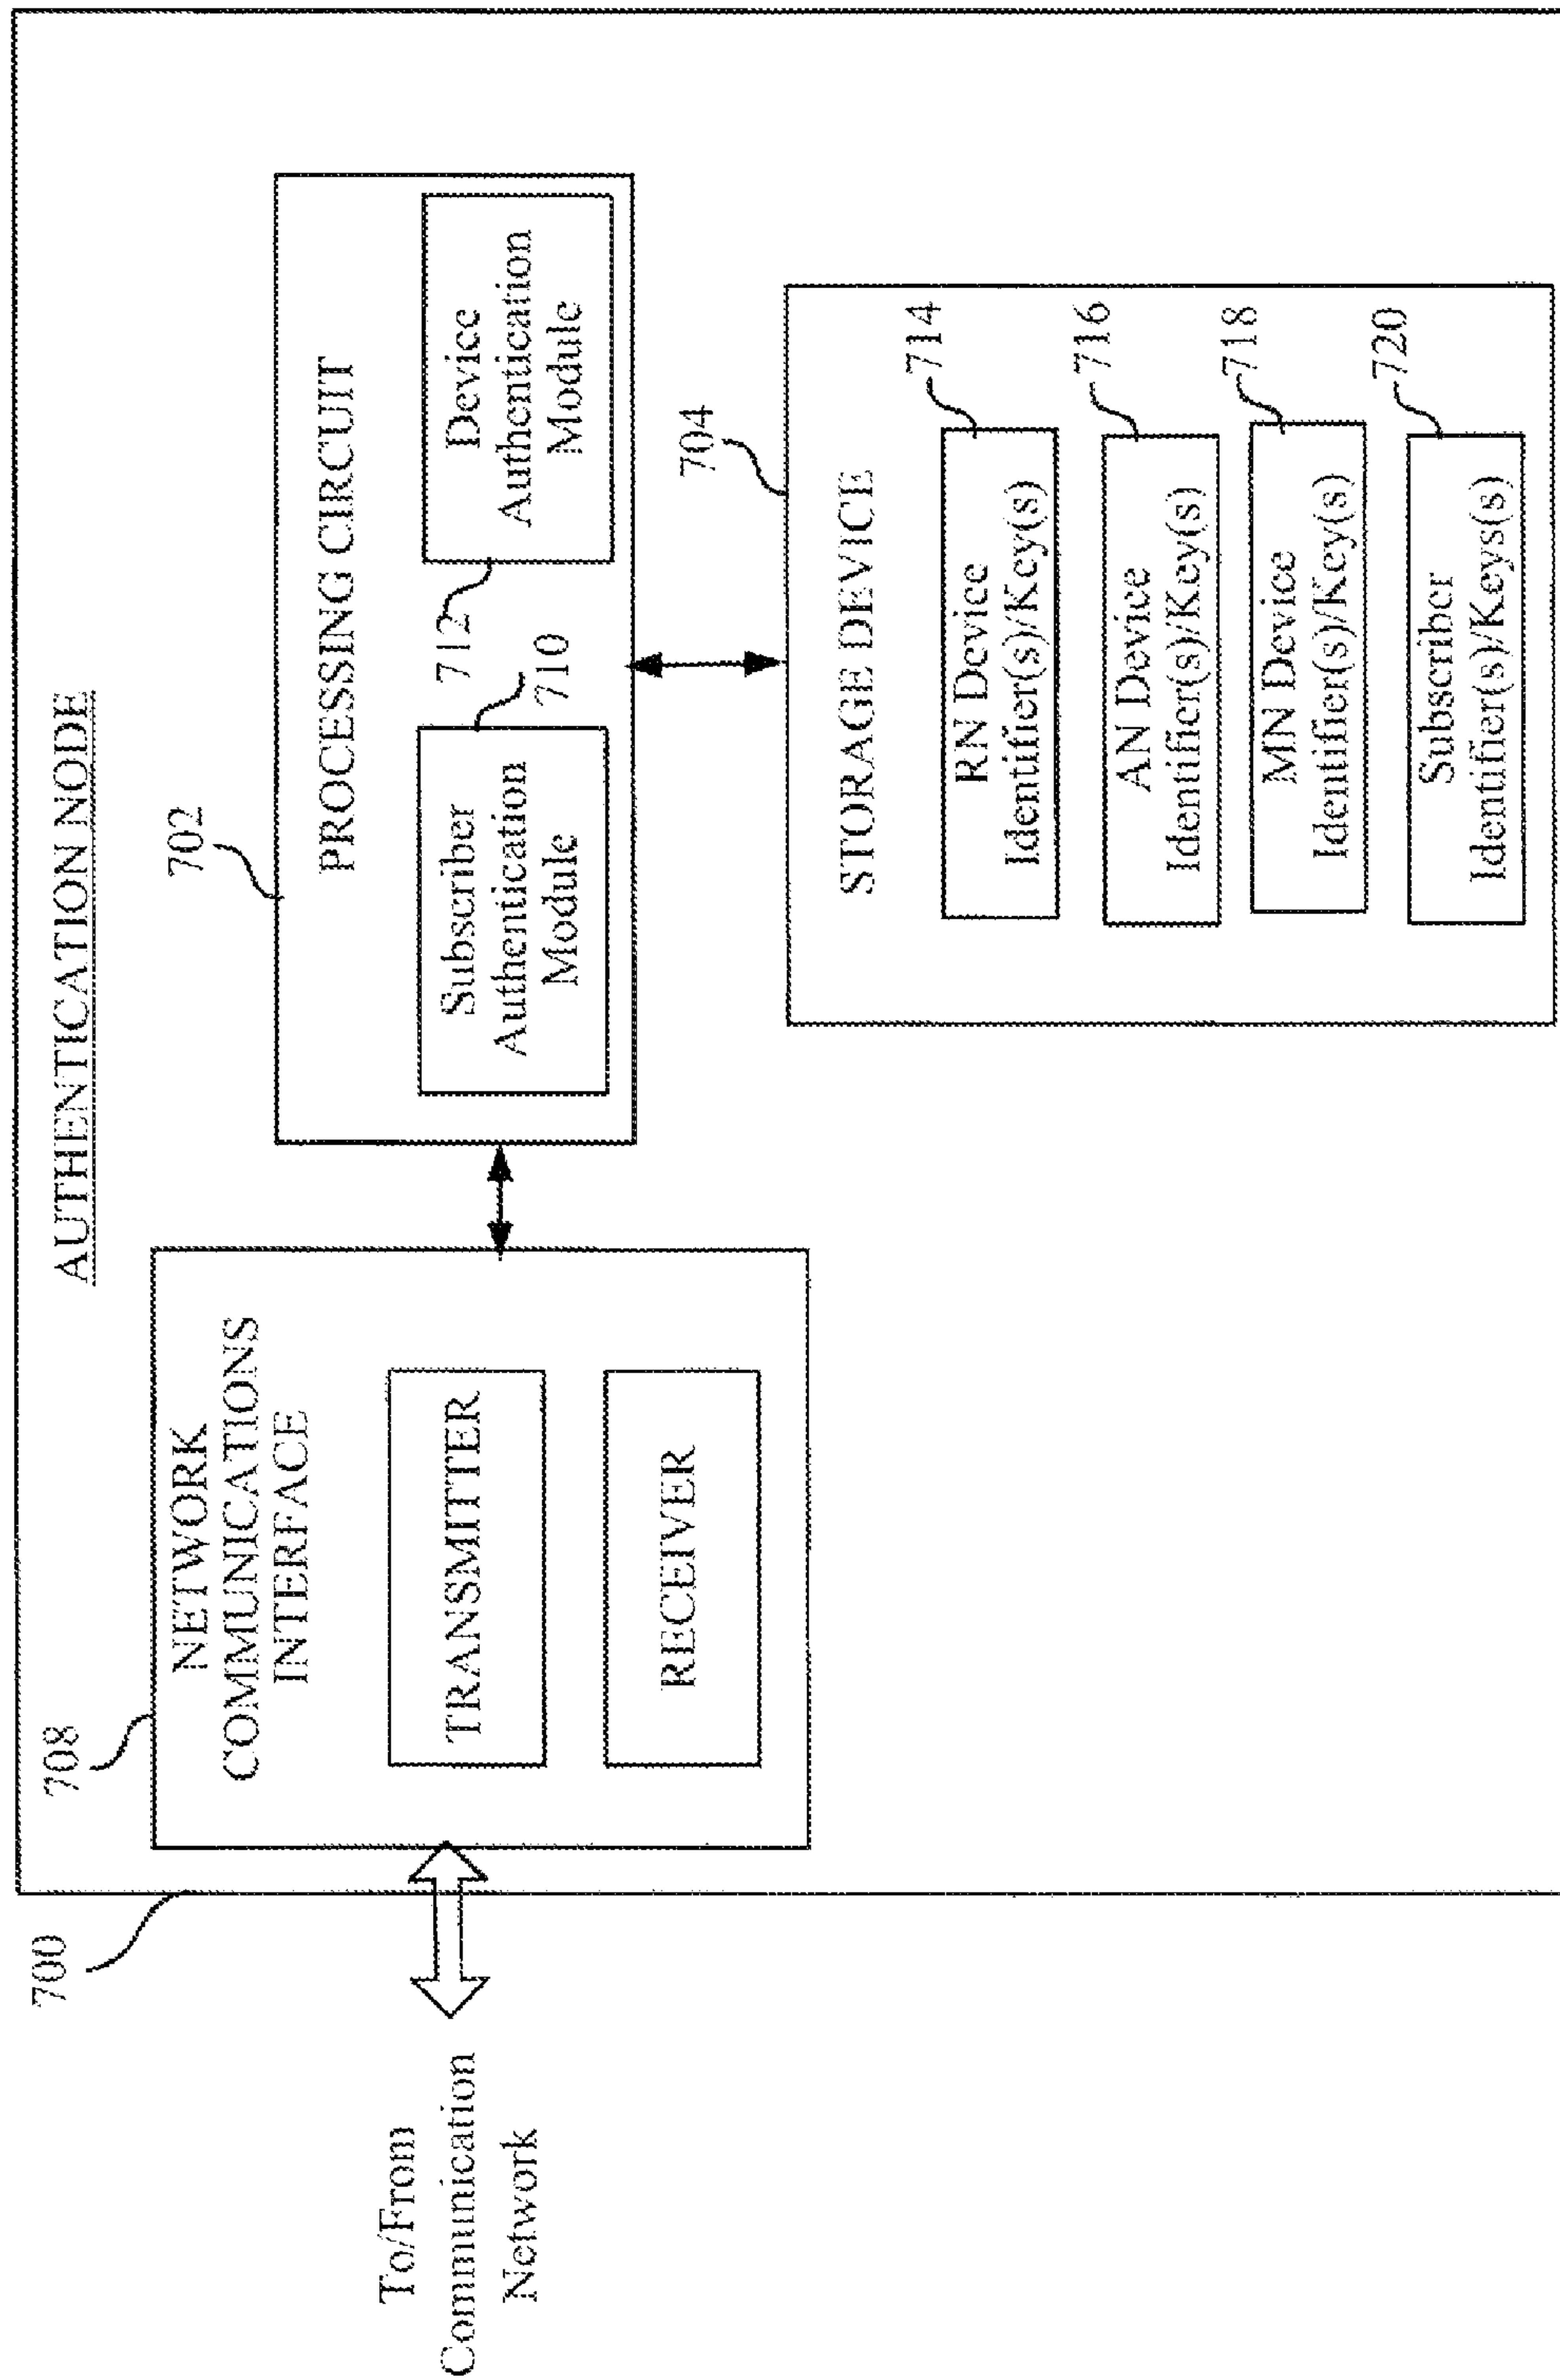 AUTHENTICATION NODE
700
708
NETWORK
COMMUNICATIONS
INTERFACE
TRANSMITTER
RECEIVER
To/From
Communication
Network
702
PROCESSING CIRCUIT
Subscriber
Authentication
Module
710
712
Device
Authentication
Module
704
STORAGE DEVICE
RN Device
Identifier(s)/Key(s)
714
AN Device
Identifier(s)/Key(s)
716
MN Device
Identifier(s)/Key(s)
718
Subscriber
Identifier(s)/Keys(s)
720